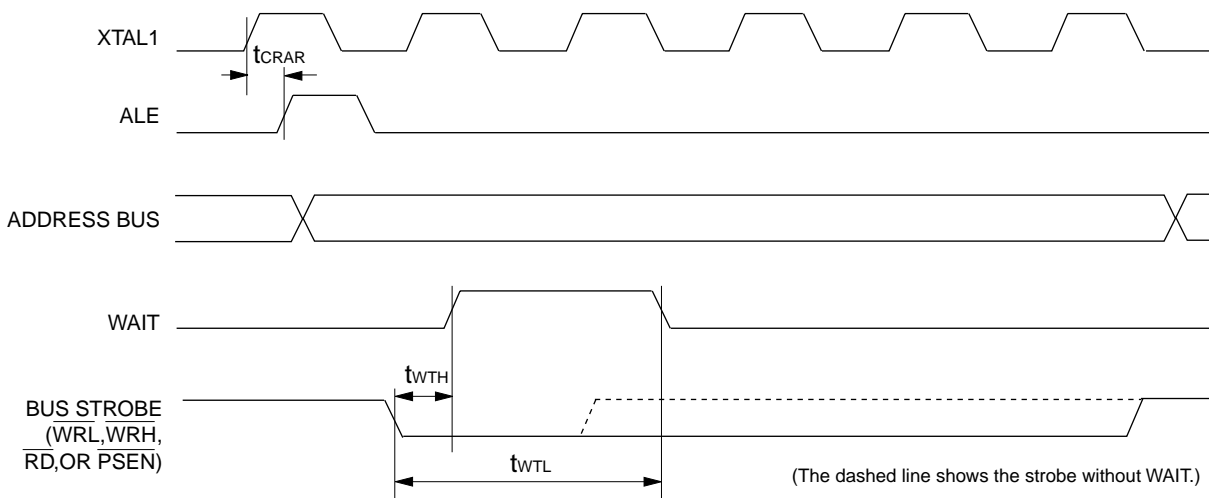 XTAL1
tCRAR
ALE
ADDRESS BUS
WAIT
tWTH
BUS STROBE
(WRL,WRH,
RD,OR PSEN)
tWTL
(The dashed line shows the strobe without WAIT.)